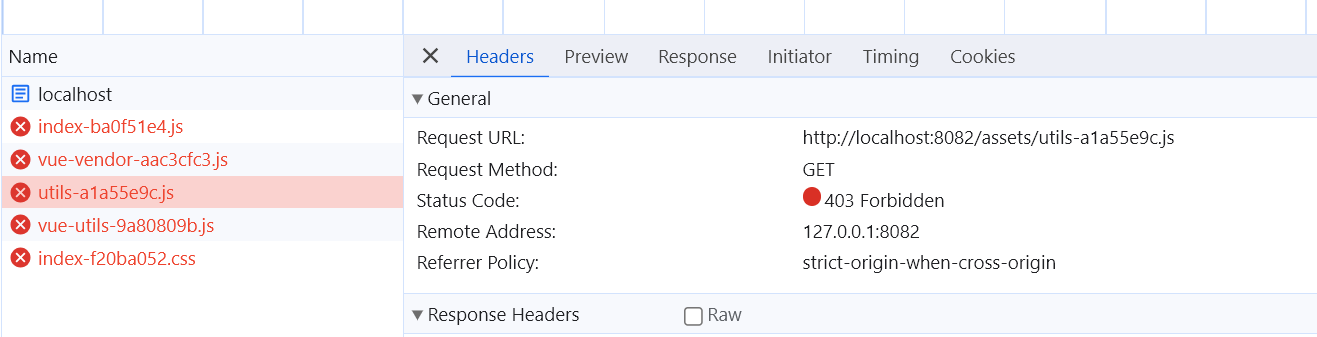 Name
localhost
index-ba0f51e4.js
vue-vendor-aac3cfc3.js
utils-a1a55e9c.js
vue-utils-9a80809b.js
index-f20ba052.css
Headers Preview Response Initiator Timing Cookies
General
Request URL: http://localhost:8082/assets/utils-a1a55e9c.js
Request Method: GET
Status Code: 403 Forbidden
Remote Address: 127.0.0.1:8082
Referrer Policy: strict-origin-when-cross-origin
Response Headers Raw